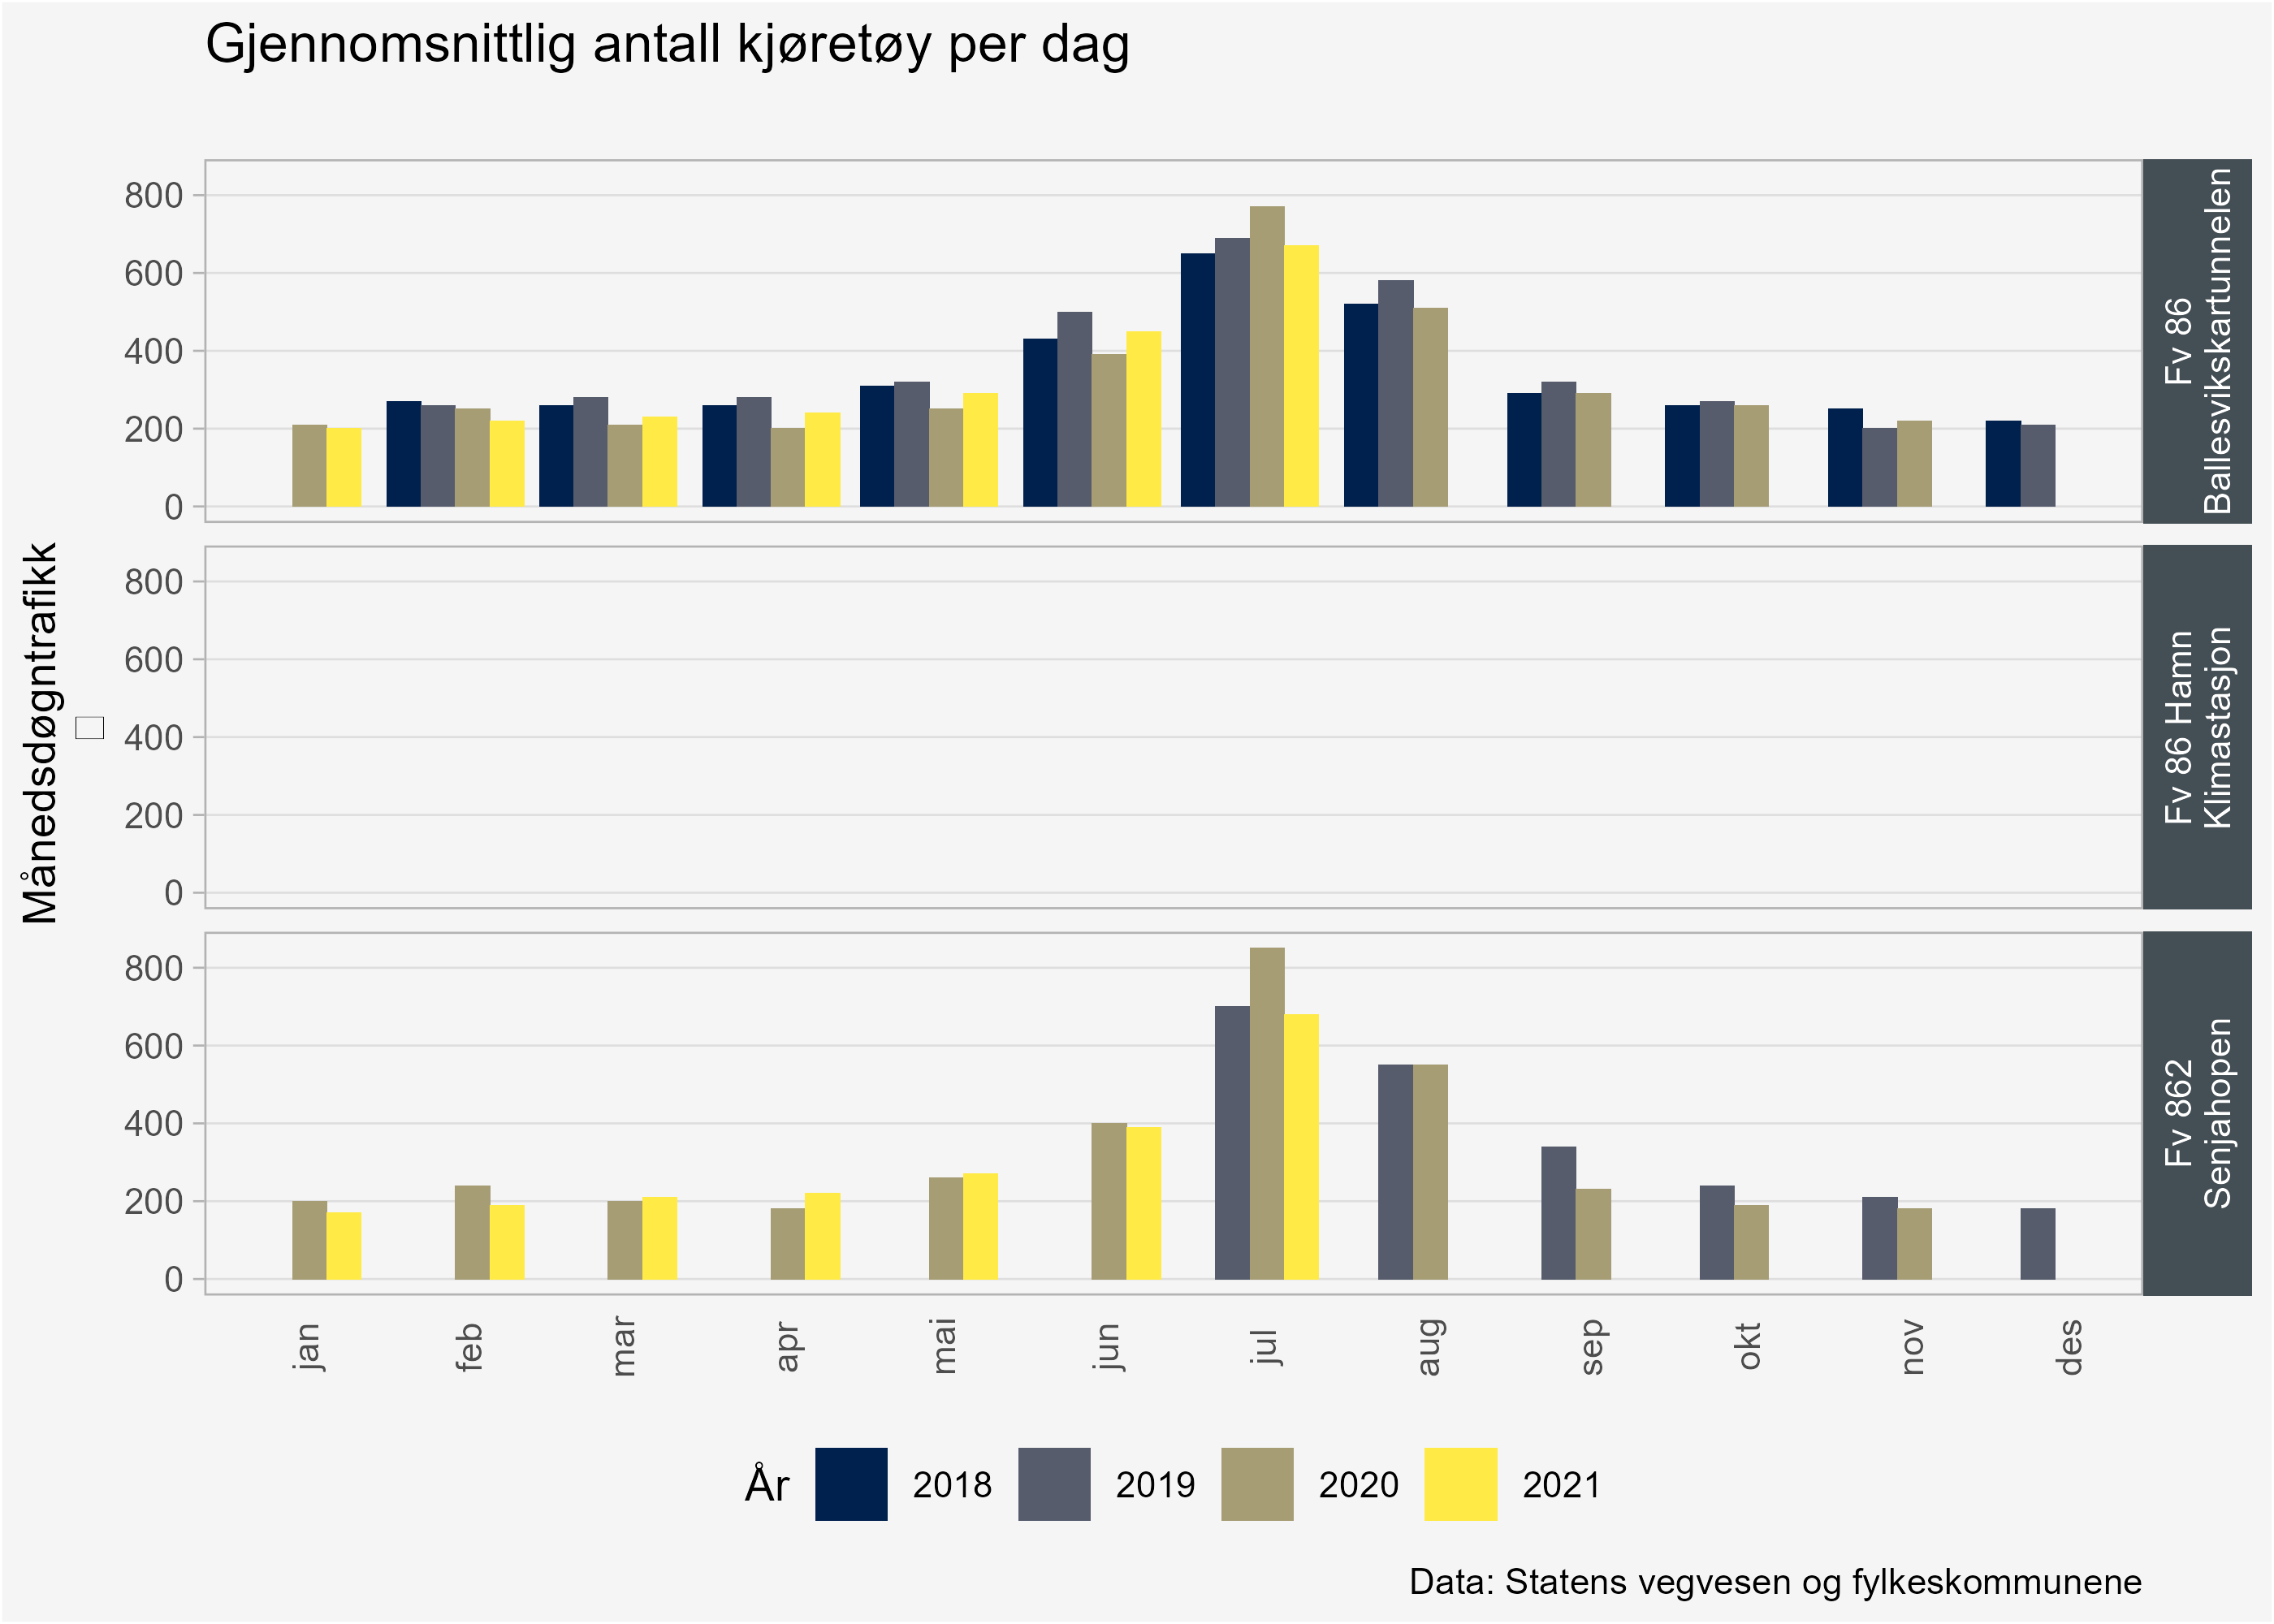 Gjennomsnittlig antall kjøretøy per dag
Månedsdøgntrafikk
800
600
400
200
0
Fv 86
Ballesvikskartunnelen
800
600
400
200
0
Fv 86 Hamn
Klimastasjon
800
600
400
200
0
Fv 862
Senjahopen
jan
feb
mar
apr
mai
jun
jul
aug
sep
okt
nov
des
År
2018
2019
2020
2021
Data: Statens vegvesen og fylkeskommunene